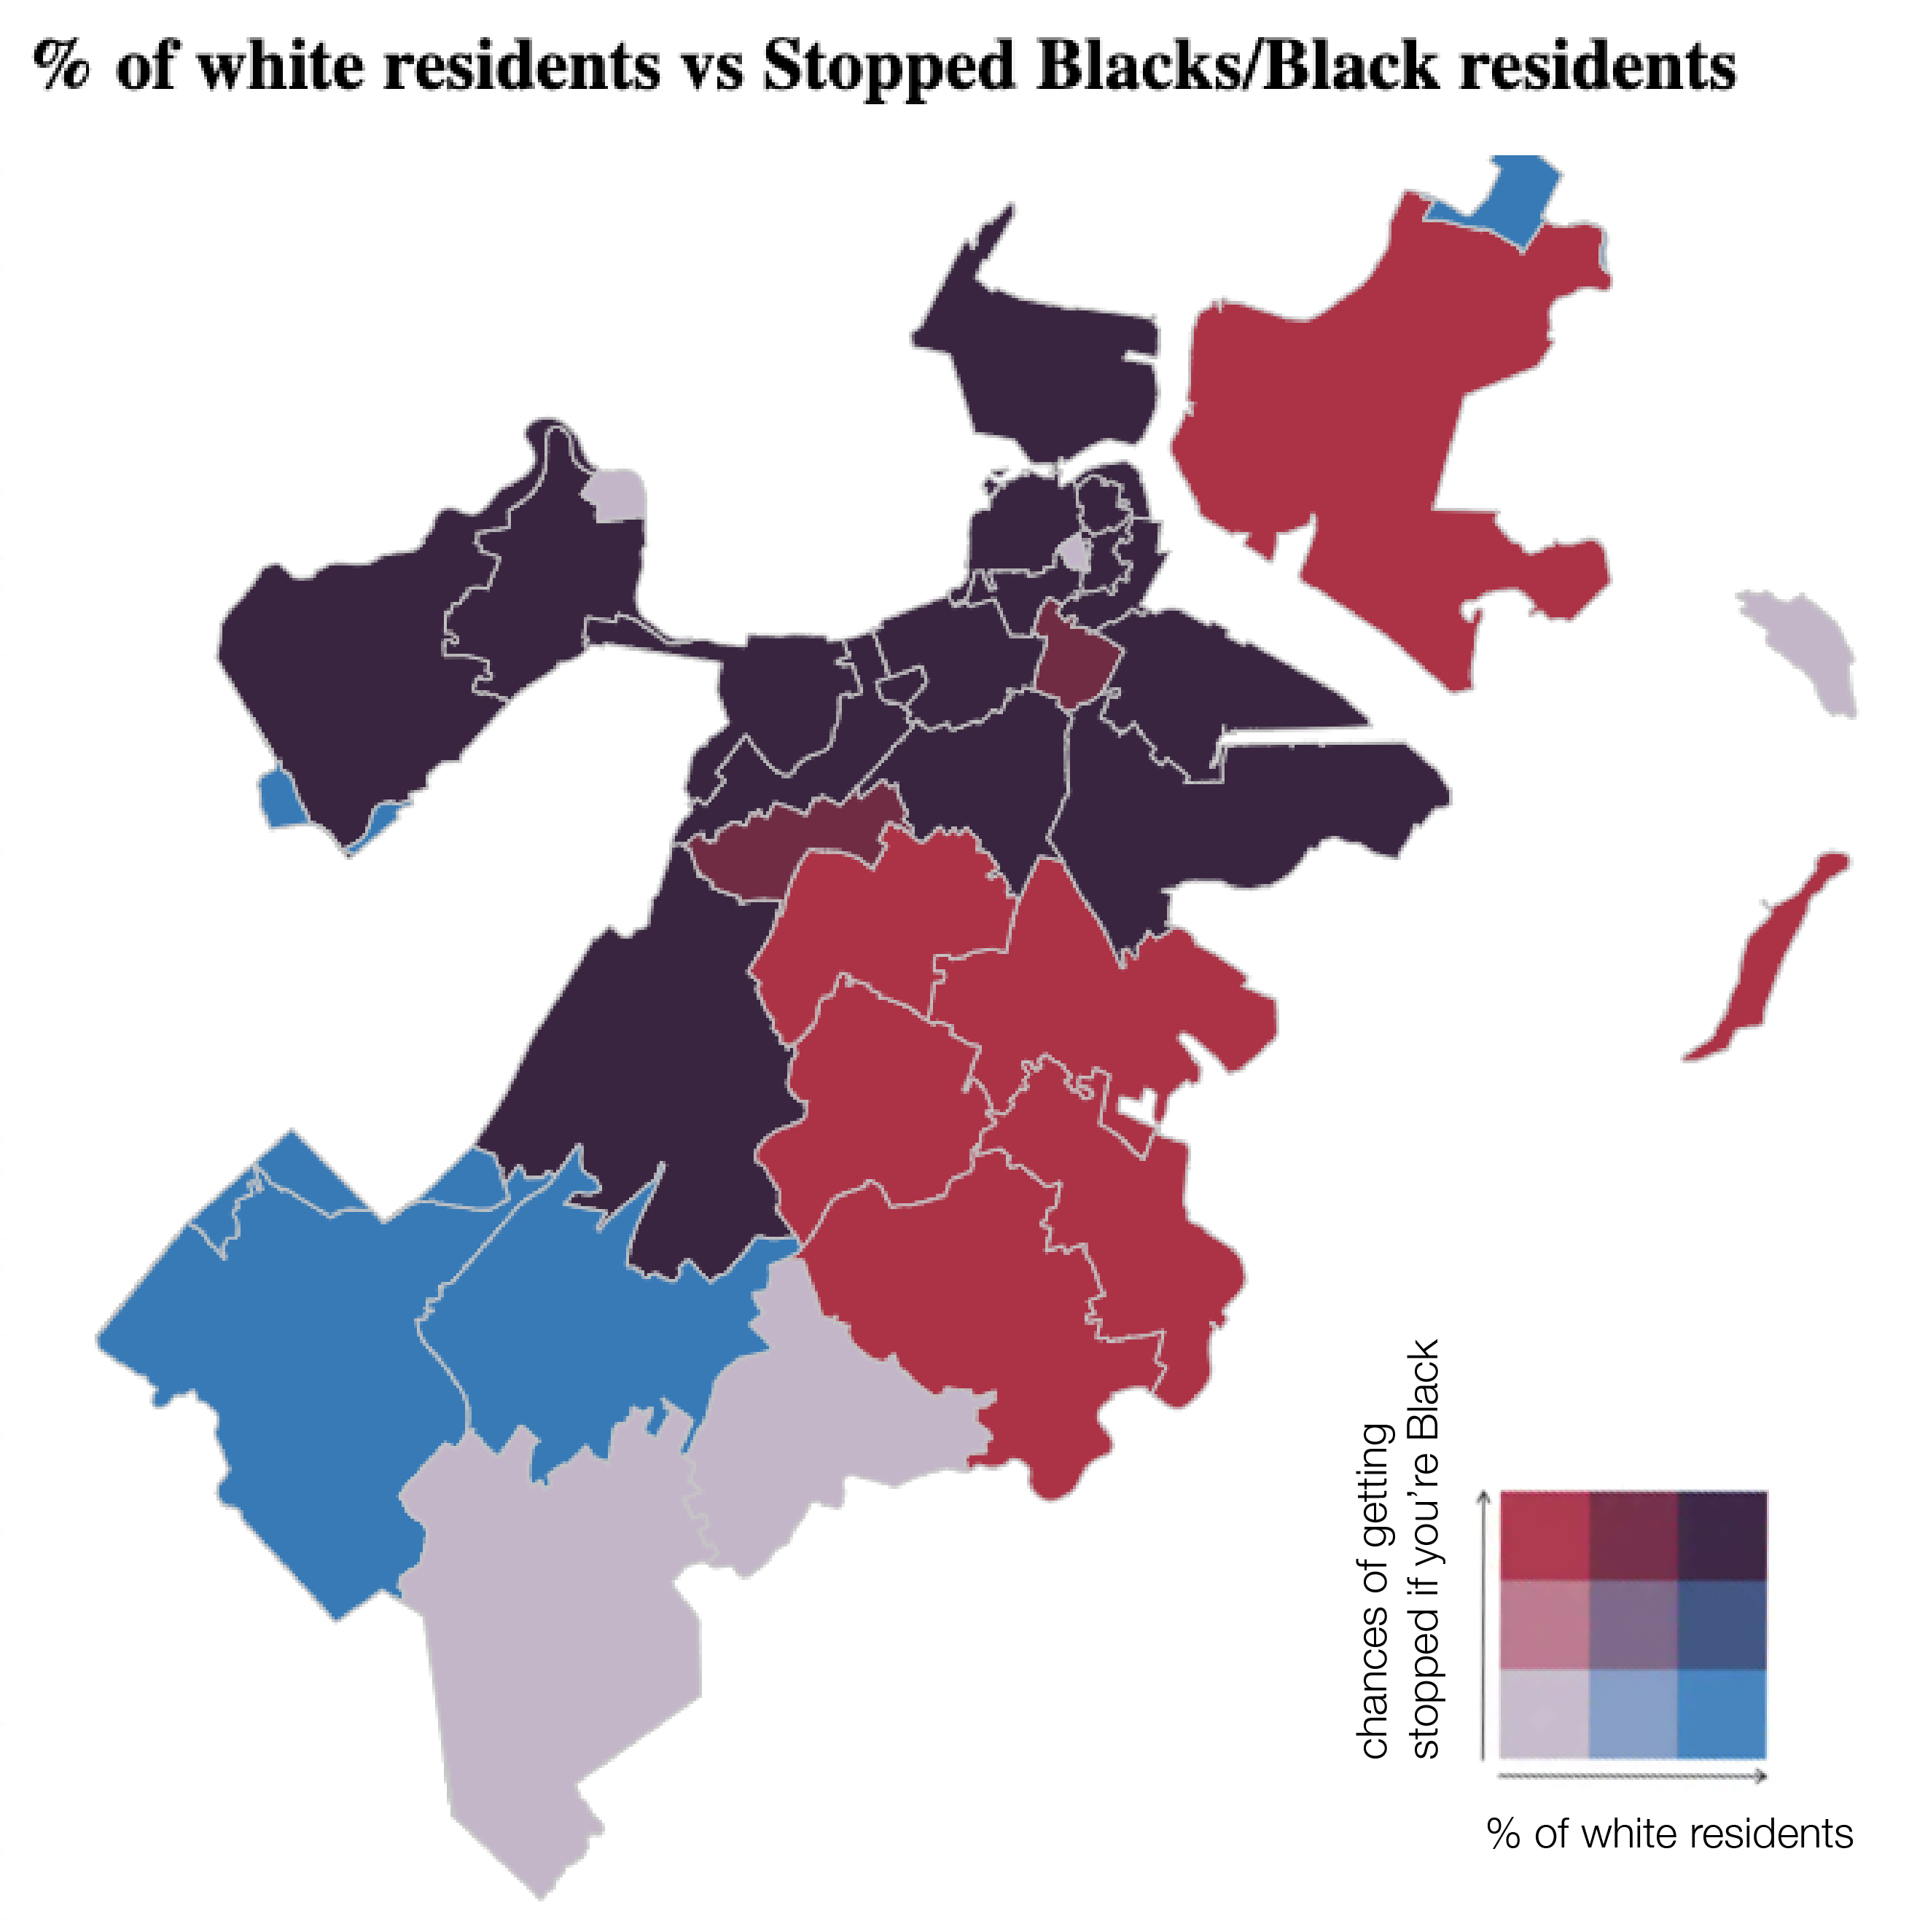 % of white residents vs Stopped Blacks/Black residents
chances of getting
stopped if you're Black
% of white residents